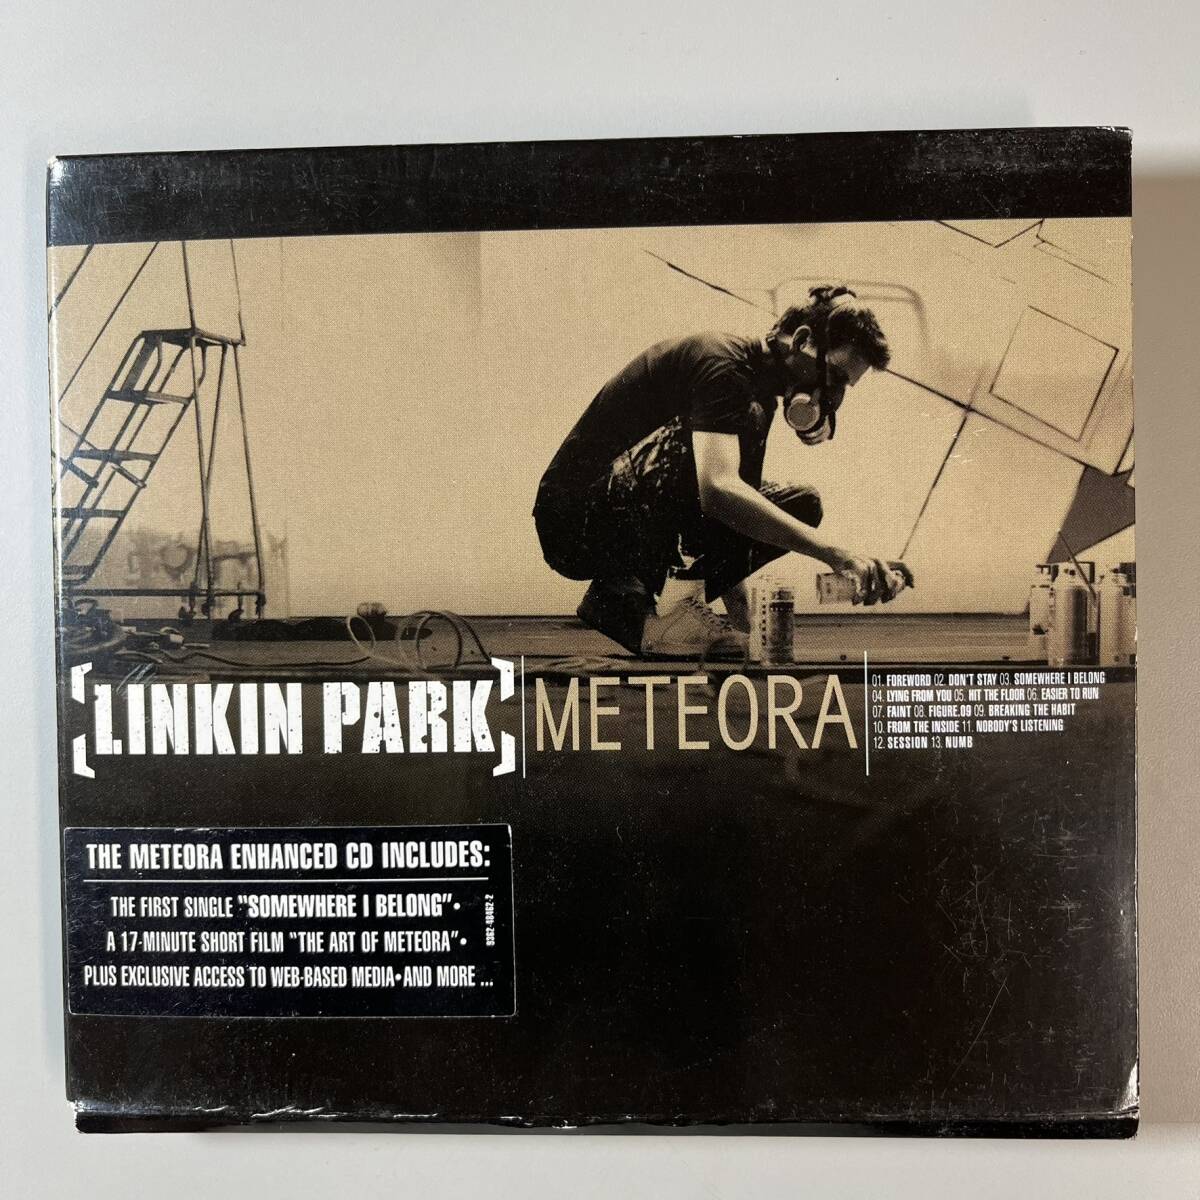 [LINKIN PARK]
METEORA
01. FOREWORD 02. DON'T STAY 03. SOMEWHERE I BELONG
04. LYING FROM YOU 05. HIT THE FLOOR 06. EASIER TO RUN
07. FAINT 08. FIGURE.09 09. BREAKING THE HABIT
10. FROM THE INSIDE 11. NOBODY'S LISTENING
12. SESSION 13. NUMB
THE METEORA ENHANCED CD INCLUDES:
THE FIRST SINGLE "SOMEWHERE I BELONG"•
A 17-MINUTE SHORT FILM "THE ART OF METEORA"•
PLUS EXCLUSIVE ACCESS TO WEB-BASED MEDIA•AND MORE ...
9362-48462-2